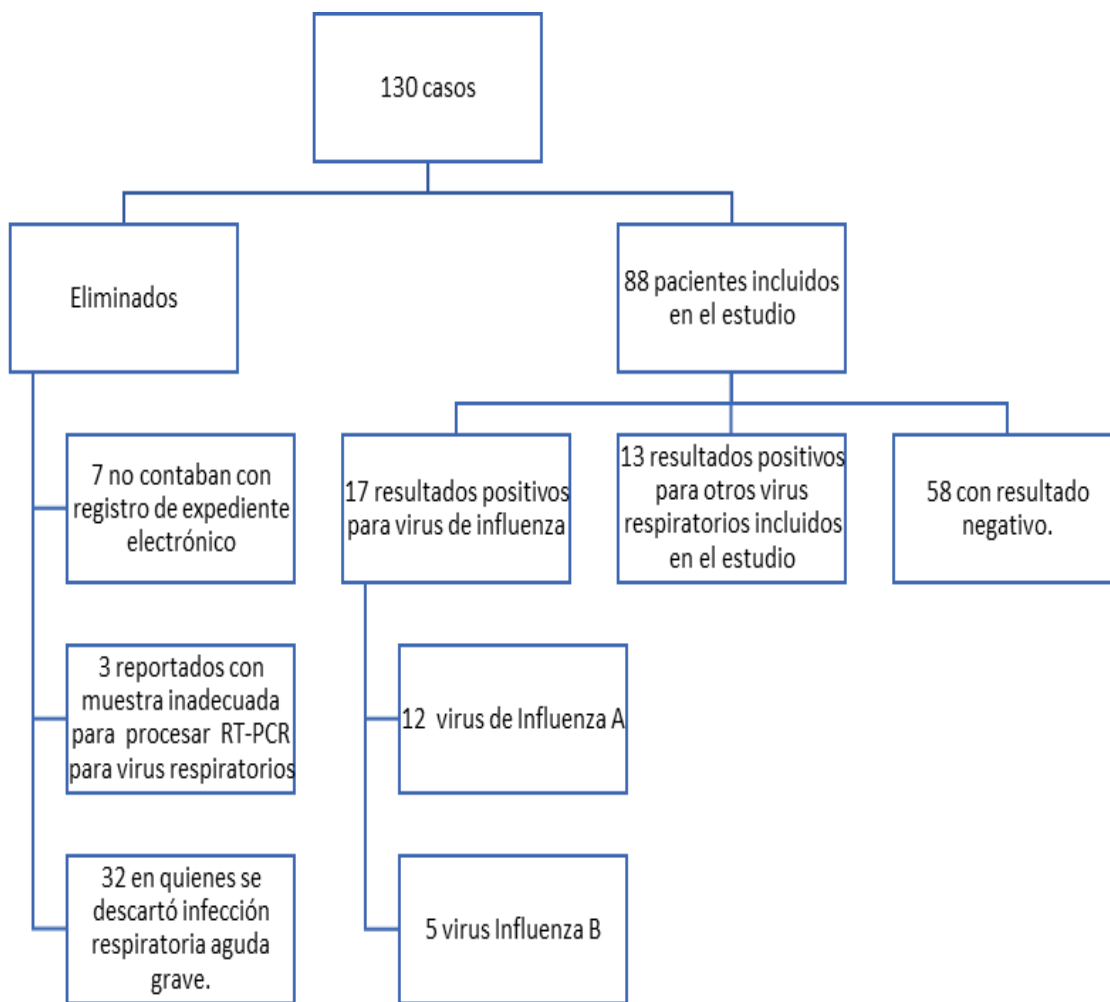 130 casos
Eliminados
88 pacientes incluidos
en el estudio
7 no contaban con
registro de expediente
electrónico
17 resultados positivos
para virus de influenza
13 resultados positivos
para otros virus
respiratorios incluidos
en el estudio
58 con resultado
negativo.
3 reportados con
muestra inadecuada
para procesar RT-PCR
para virus respiratorios
12 virus de Influenza A
32 en quienes se
descartó infección
respiratoria aguda
grave.
5 virus Influenza B